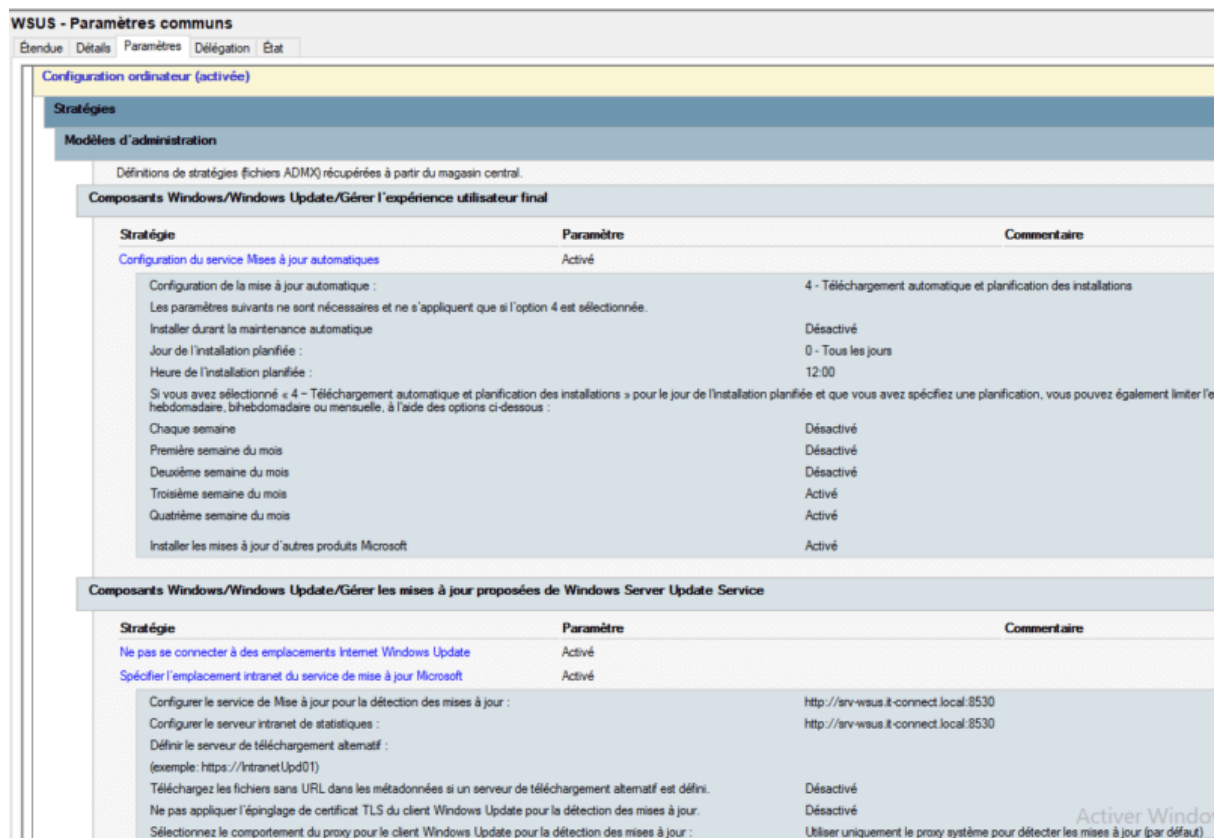 WSUS - Paramètres communs
Étendue Détails Paramètres Délégation État
Configuration ordinateur (activée)
Stratégies
Modèles d'administration
Définitions de stratégies (fichiers ADMX) récupérées à partir du magasin central.
Composants Windows/Windows Update/Gérer l'expérience utilisateur final
Stratégie Paramètre Commentaire
Configuration du service Mises à jour automatiques Activé
Configuration de la mise à jour automatique : 4 - Téléchargement automatique et planification des installations
Les paramètres suivants ne sont nécessaires et ne s'appliquent que si l'option 4 est sélectionnée.
Installer durant la maintenance automatique Désactivé
Jour de l'installation planifiée : 0 - Tous les jours
Heure de l'installation planifiée : 12:00
Si vous avez sélectionné « 4 – Téléchargement automatique et planification des installations » pour le jour de l'installation planifiée et que vous avez spécifiez une planification, vous pouvez également limiter l'e
hebdomadaire, bihebdomadaire ou mensuelle, à l'aide des options ci-dessous :
Chaque semaine Désactivé
Première semaine du mois Désactivé
Deuxième semaine du mois Désactivé
Troisième semaine du mois Activé
Quatrième semaine du mois Activé
Installer les mises à jour d'autres produits Microsoft Activé
Composants Windows/Windows Update/Gérer les mises à jour proposées de Windows Server Update Service
Stratégie Paramètre Commentaire
Ne pas se connecter à des emplacements Internet Windows Update Activé
Spécifier l'emplacement intranet du service de mise à jour Microsoft Activé
Configurer le service de Mise à jour pour la détection des mises à jour : http://srv-wsus.it-connect.local:8530
Configurer le serveur intranet de statistiques : http://srv-wsus.it-connect.local:8530
Définir le serveur de téléchargement alternatif :
(exemple: https://IntranetUpd01)
Téléchargez les fichiers sans URL dans les métadonnées si un serveur de téléchargement alternatif est défini. Désactivé
Ne pas appliquer l'épinglage de certificat TLS du client Windows Update pour la détection des mises à jour. Désactivé
Activer Windo
Sélectionnez le comportement du proxy pour le client Windows Update pour la détection des mises à jour : Utiliser uniquement le proxy système pour détecter les mises à jour (par défaut)